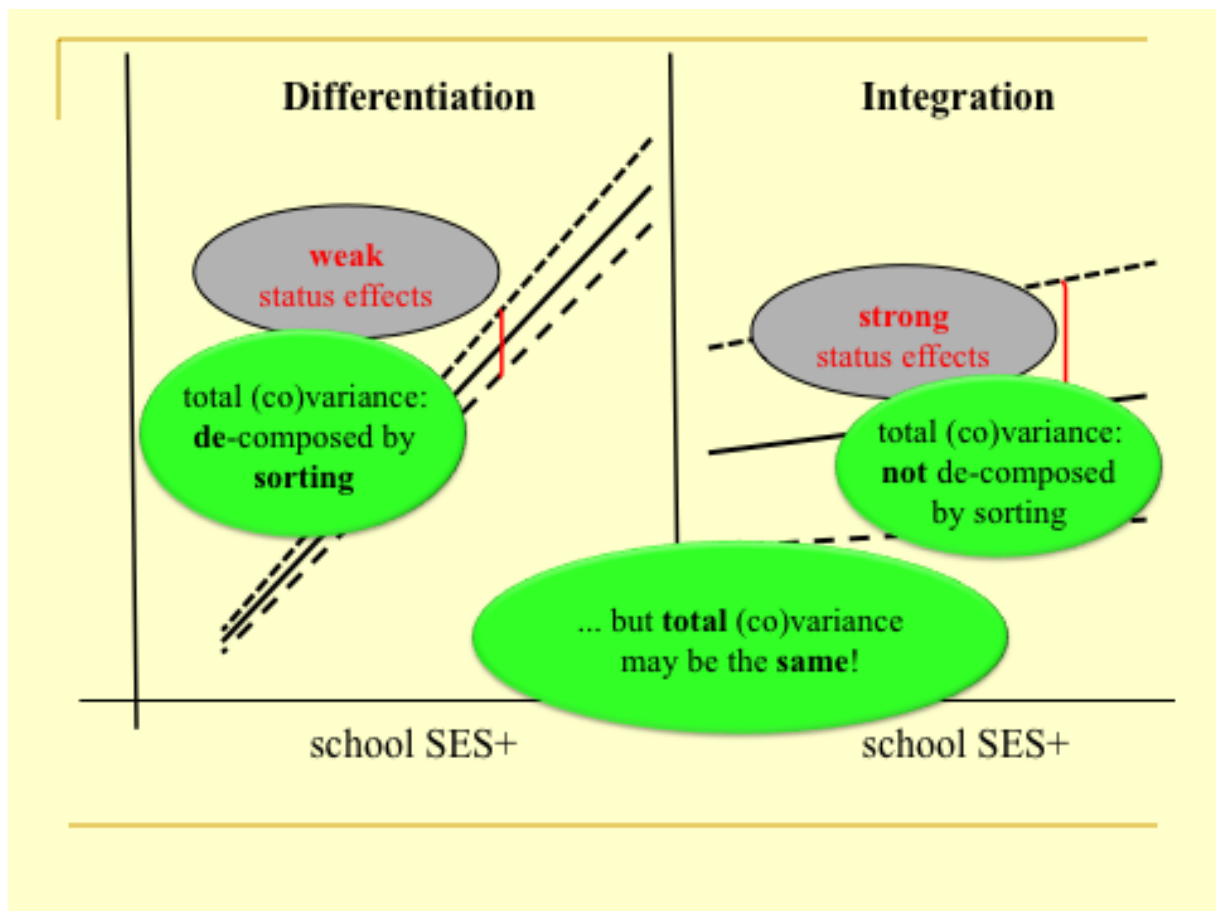 Differentiation
Integration
weak
status effects
total (co)variance:
de-composed by
sorting
strong
status effects
total (co)variance:
not de-composed
by sorting
... but total (co)variance
may be the same!
school SES+
school SES+